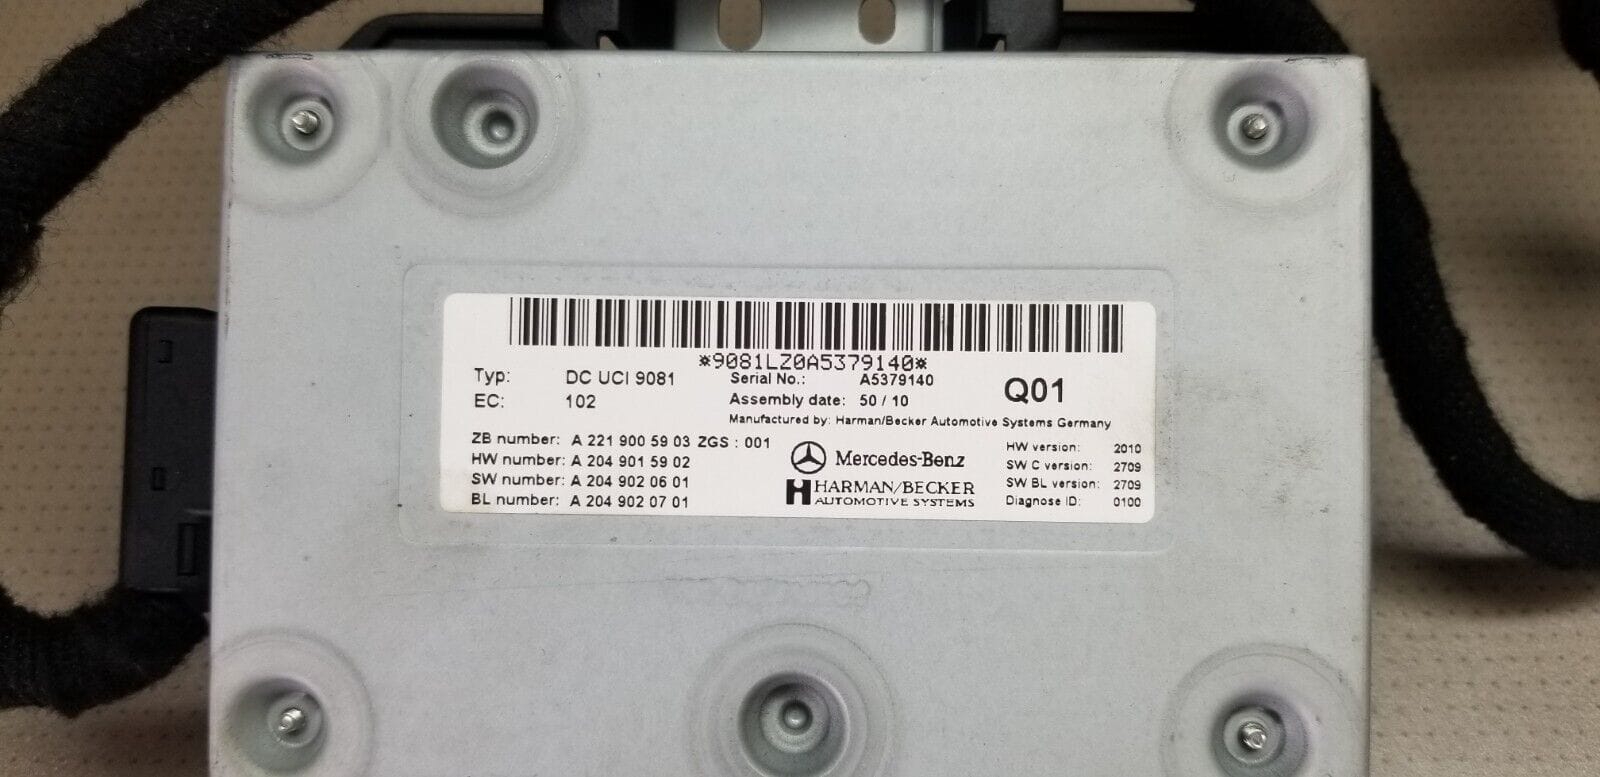 *9081LZ0A5379140*
Typ: DC UCI 9081 Serial No.: A5379140
EC: 102 Assembly date: 50 / 10 Q01
Manufactured by: Harman/Becker Automotive Systems Germany
ZB number: A 221 900 59 03 ZGS : 001
HW number: A 204 901 59 02
SW number: A 204 902 06 01
BL number: A 204 902 07 01
Mercedes-Benz
HARMAN/BECKER
AUTOMOTIVE SYSTEMS
HW version: 2010
SW C version: 2709
SW BL version: 2709
Diagnose ID: 0100